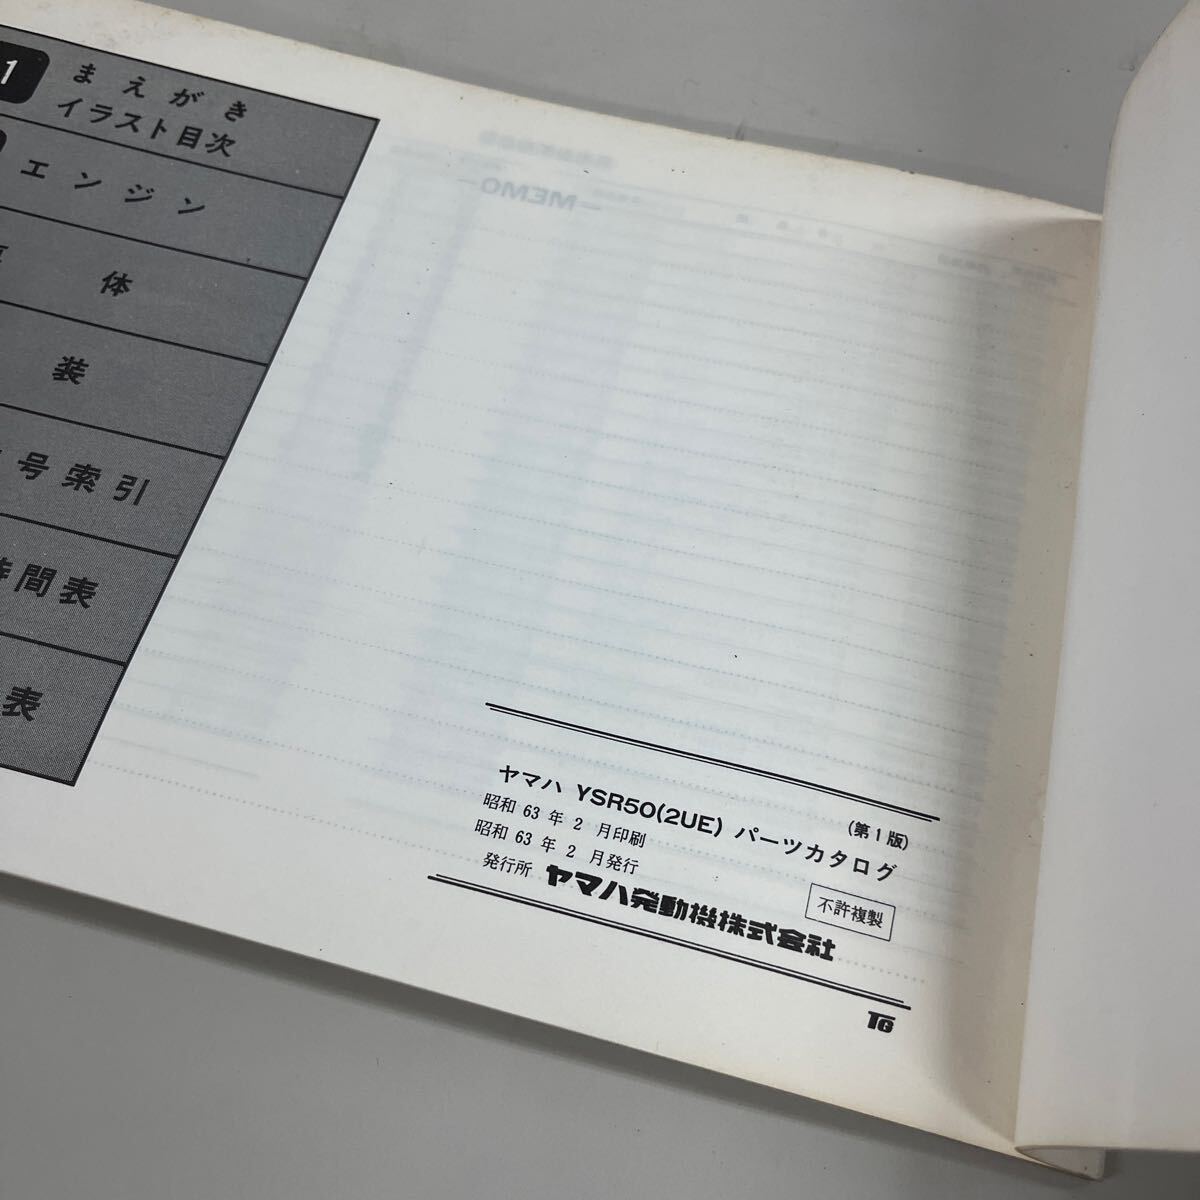 1
まえがき
イラスト目次
エンジン
体
装
号索引
時間表
表
—MEMO—
(第1版)
ヤマハ YSR50(2UE) パーツカタログ
昭和 63 年 2 月印刷
昭和 63 年 2 月発行
発行所 ヤマハ発動機株式会社
不許複製
TG